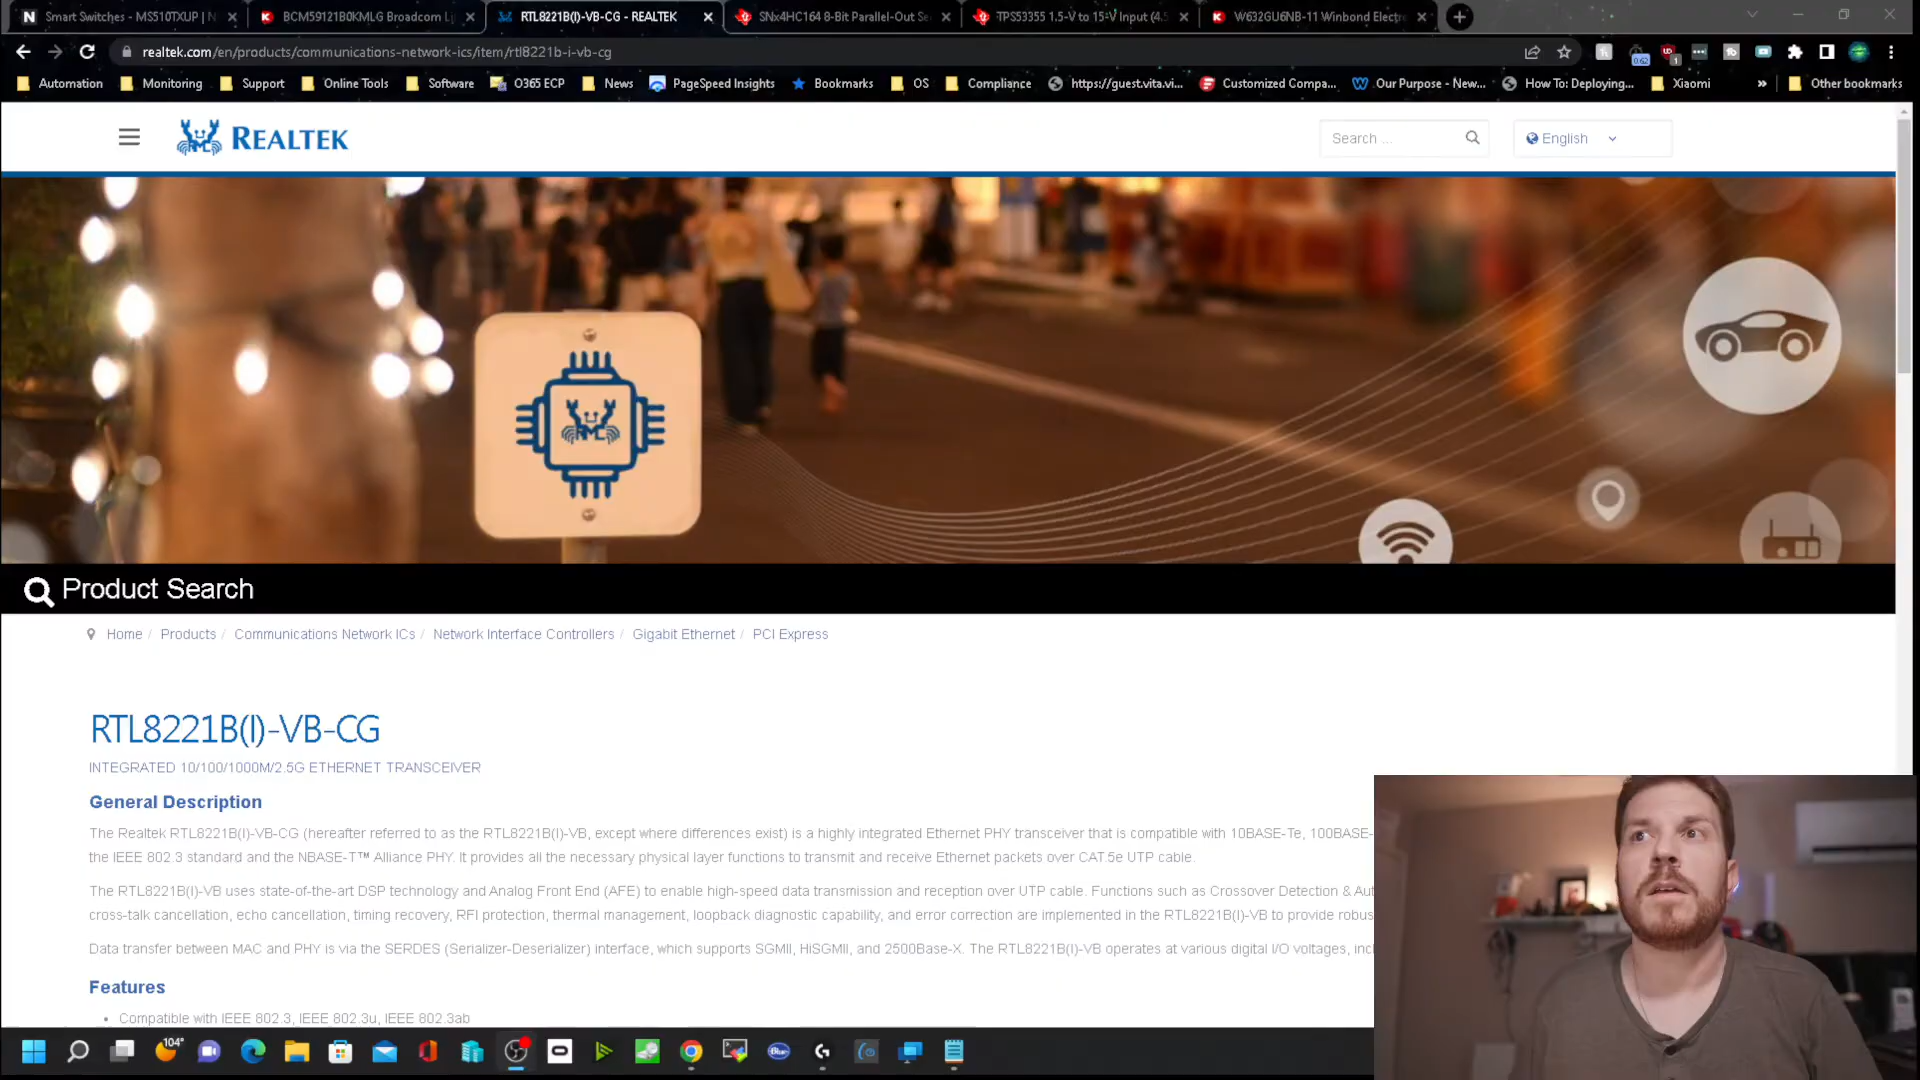 Smart Switches - MS510TXUP | N
BCM59121B0KMLG Broadcom Li
RTL8221B(I)-VB-CG - REALTEK
SNx4HC164 8-Bit Parallel-Out Se
TPS53355 1.5-V to 15-V Input (4.5
W632GU6NB-11 Winbond Electro
realtek.com/en/products/communications-network-ics/item/rtl8221b-i-vb-cg
Automation
Monitoring
Support
Online Tools
Software
O365 ECP
News
PageSpeed Insights
Bookmarks
OS
Compliance
https://guest.vita.vi...
Customized Compa...
Our Purpose - New...
How To: Deploying...
Xiaomi
»
Other bookmarks
REALTEK
Search ...
English
Product Search
Home / Products / Communications Network ICs / Network Interface Controllers / Gigabit Ethernet / PCI Express
RTL8221B(I)-VB-CG
INTEGRATED 10/100/1000M/2.5G ETHERNET TRANSCEIVER
General Description
The Realtek RTL8221B(I)-VB-CG (hereafter referred to as the RTL8221B(I)-VB, except where differences exist) is a highly integrated Ethernet PHY transceiver that is compatible with 10BASE-Te, 100BASE-
the IEEE 802.3 standard and the NBASE-T™ Alliance PHY. It provides all the necessary physical layer functions to transmit and receive Ethernet packets over CAT.5e UTP cable.
The RTL8221B(I)-VB uses state-of-the-art DSP technology and Analog Front End (AFE) to enable high-speed data transmission and reception over UTP cable. Functions such as Crossover Detection & Aut
cross-talk cancellation, echo cancellation, timing recovery, RFI protection, thermal management, loopback diagnostic capability, and error correction are implemented in the RTL8221B(I)-VB to provide robus
Data transfer between MAC and PHY is via the SERDES (Serializer-Deserializer) interface, which supports SGMII, HiSGMII, and 2500Base-X. The RTL8221B(I)-VB operates at various digital I/O voltages, incl
Features
• Compatible with IEEE 802.3, IEEE 802.3u, IEEE 802.3ab
104°